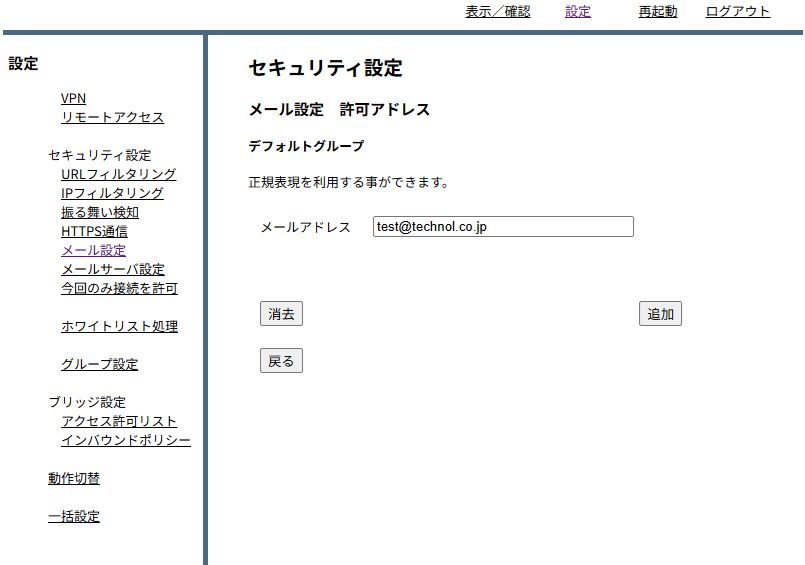 表示／確認 設定 再起動 ログアウト
設定
VPN
リモートアクセス
セキュリティ設定
URLフィルタリング
IPフィルタリング
振る舞い検知
HTTPS通信
メール設定
メールサーバ設定
今回のみ接続を許可
ホワイトリスト処理
グループ設定
ブリッジ設定
アクセス許可リスト
インバウンドポリシー
動作切替
一括設定
セキュリティ設定
メール設定　許可アドレス
デフォルトグループ
正規表現を利用する事ができます。
メールアドレス test@technol.co.jp
消去 追加
戻る